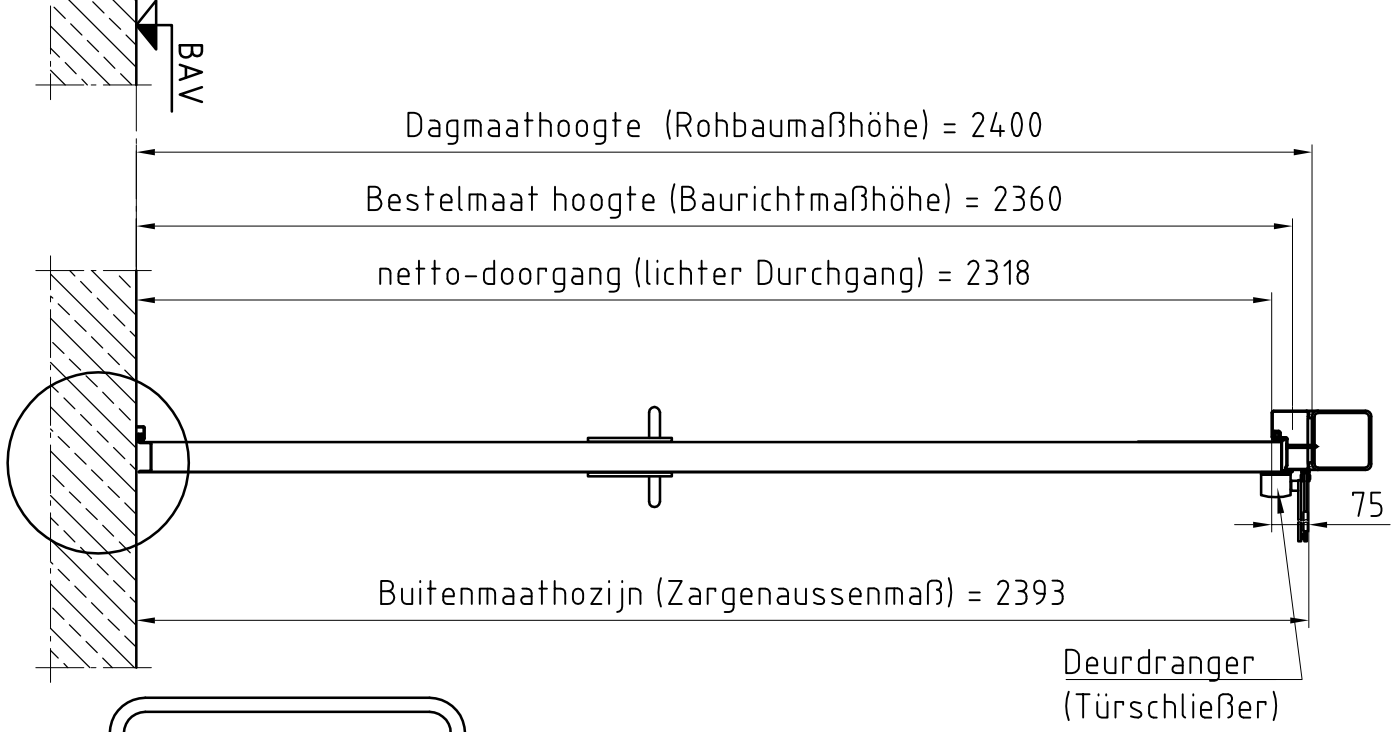 BAV
Dagmaathoogte (Rohbaumaßhöhe) = 2400
Bestelmaat hoogte (Baurichtmaßhöhe) = 2360
netto-doorgang (lichter Durchgang) = 2318
75
Buitenmaathozijn (Zargenaussenmaß) = 2393
Deurdranger
(Türschließer)